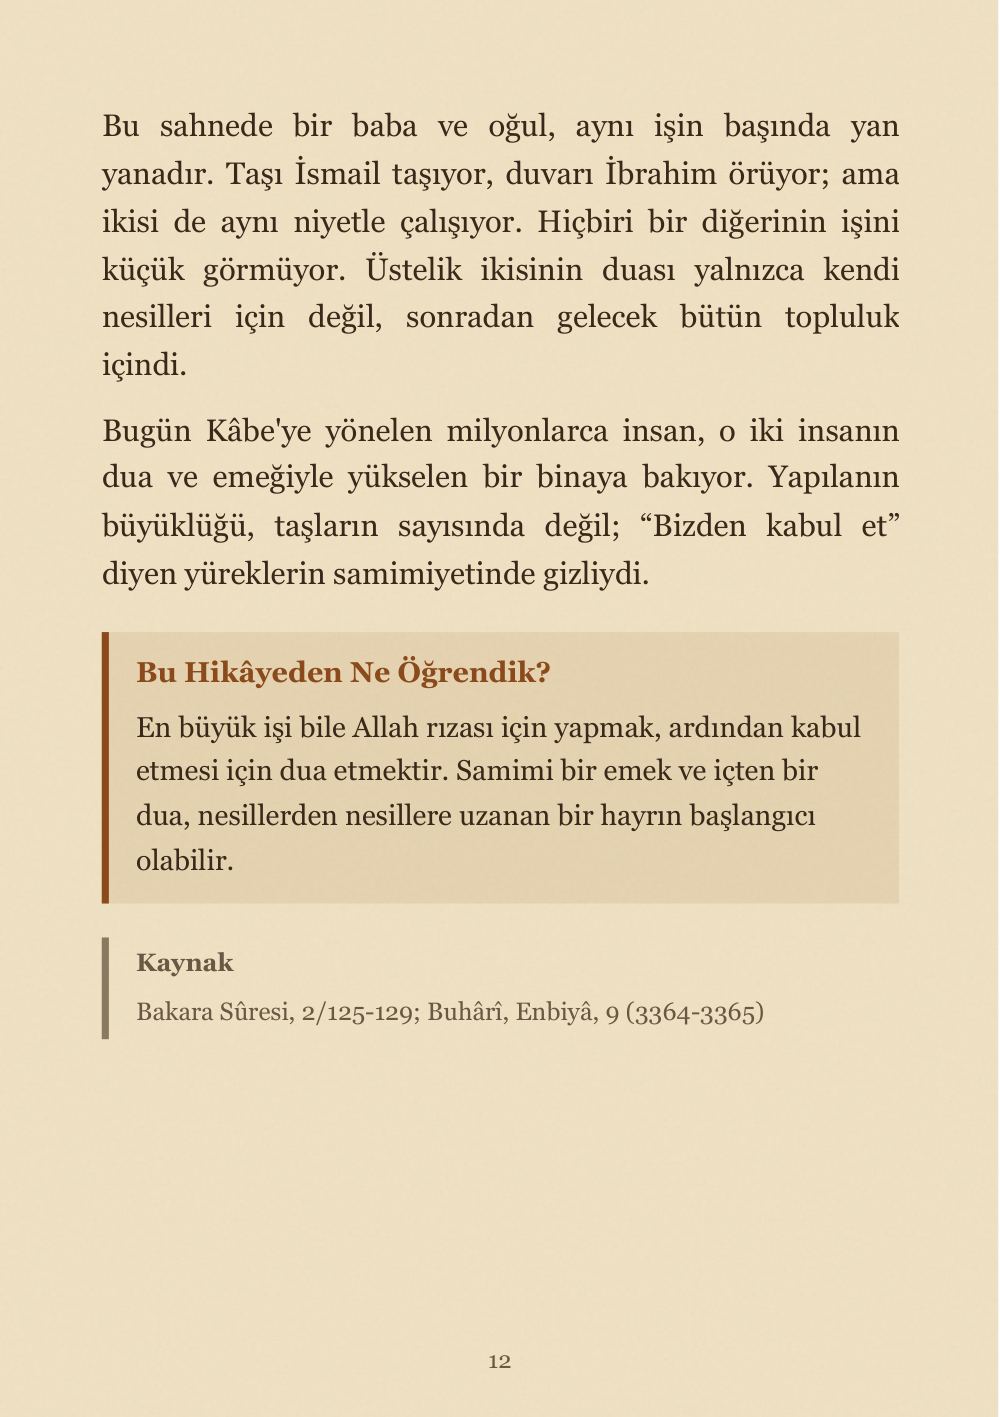 Bu sahnede bir baba ve oğul, aynı işin başında yan
yanadır. Taşı İsmail taşıyor, duvarı İbrahim örüyor; ama
ikisi de aynı niyetle çalışıyor. Hiçbiri bir diğerinin işini
küçük görmüyor. Üstelik ikisinin duası yalnızca kendi
nesilleri için değil, sonradan gelecek bütün topluluk
içindi.
Bugün Kâbe'ye yönelen milyonlarca insan, o iki insanın
dua ve emeğiyle yükselen bir binaya bakıyor. Yapılanın
büyüklüğü, taşların sayısında değil; “Bizden kabul et”
diyen yüreklerin samimiyetinde gizliydi.
Bu Hikâyeden Ne Öğrendik?
En büyük işi bile Allah rızası için yapmak, ardından kabul
etmesi için dua etmektir. Samimi bir emek ve içten bir
dua, nesillerden nesillere uzanan bir hayrın başlangıcı
olabilir.
Kaynak
Bakara Sûresi, 2/125-129; Buhârî, Enbiyâ, 9 (3364-3365)
12